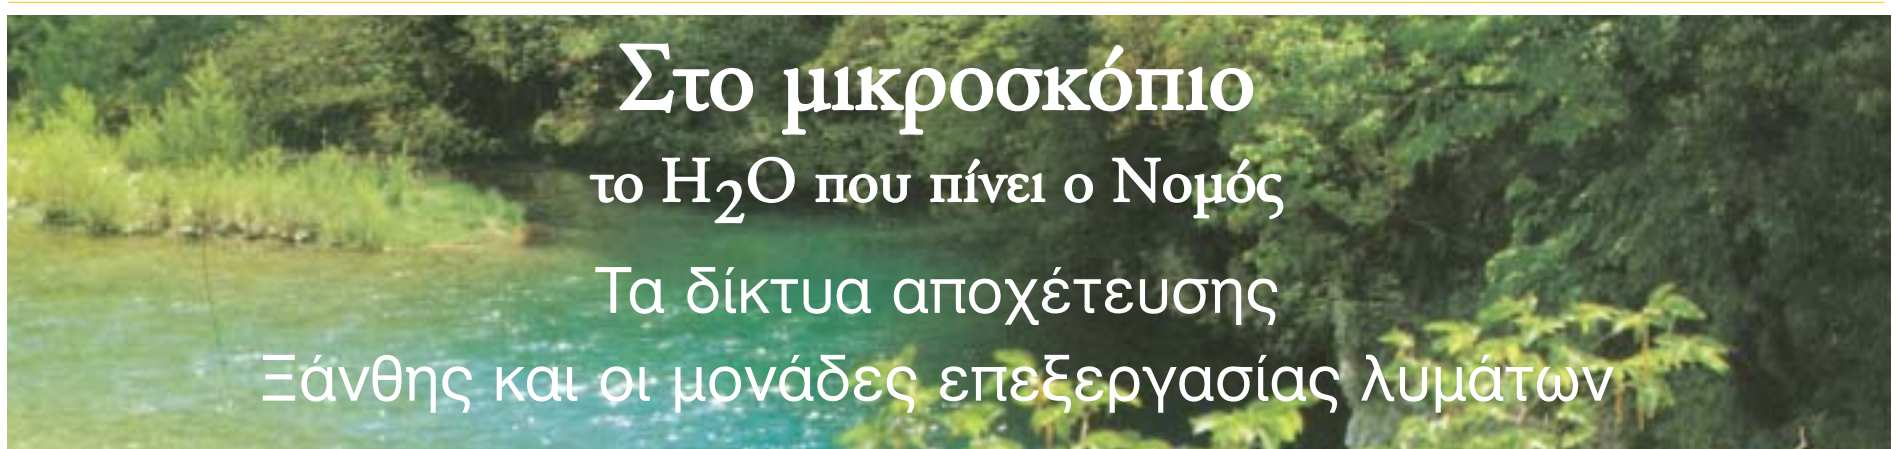 Στο μικροσκόπιο
το H₂O που πίνει ο Νομός
Τα δίκτυα αποχέτευσης
Ξάνθης και οι μονάδες επεξεργασίας λυμάτων